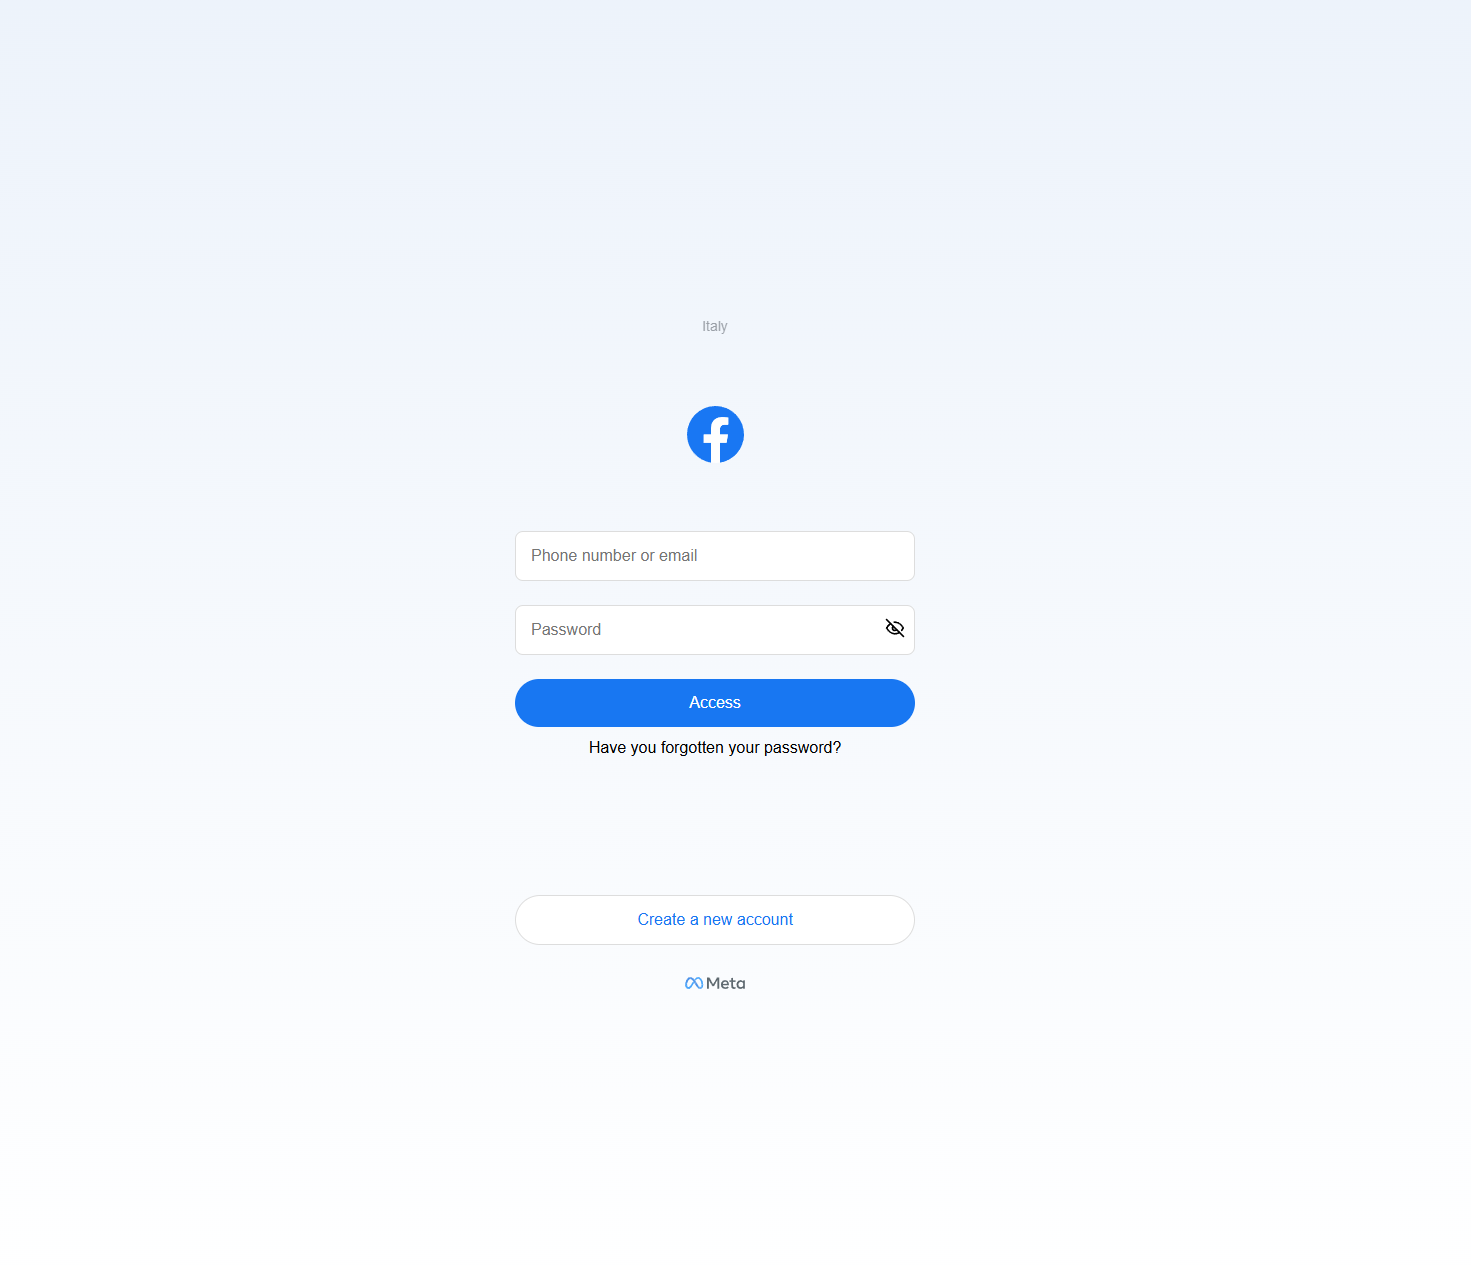 Italy
Phone number or email
Password
Access
Have you forgotten your password?
Create a new account
Meta